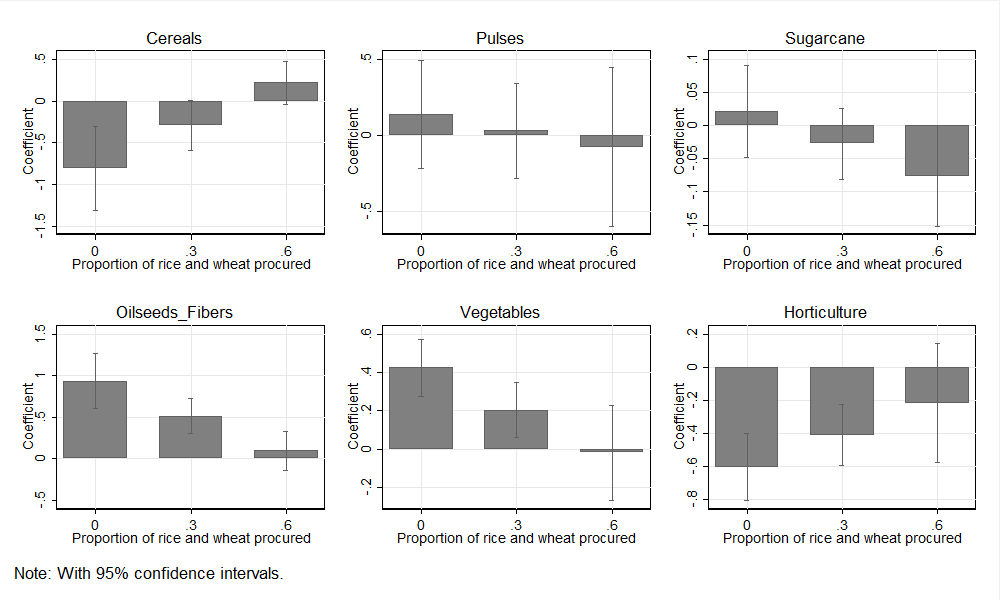 Cereals
Coefficient
.5
0
-.5
-1
-1.5
0 .3 .6
Proportion of rice and wheat procured
Pulses
Coefficient
.5
0
-.5
0 .3 .6
Proportion of rice and wheat procured
Sugarcane
Coefficient
.1
.05
0
-.05
-.1
-.15
0 .3 .6
Proportion of rice and wheat procured
Oilseeds_Fibers
Coefficient
1.5
1
.5
0
-.5
0 .3 .6
Proportion of rice and wheat procured
Vegetables
Coefficient
.6
.4
.2
0
-.2
0 .3 .6
Proportion of rice and wheat procured
Horticulture
Coefficient
.2
0
-.2
-.4
-.6
-.8
0 .3 .6
Proportion of rice and wheat procured
Note: With 95% confidence intervals.